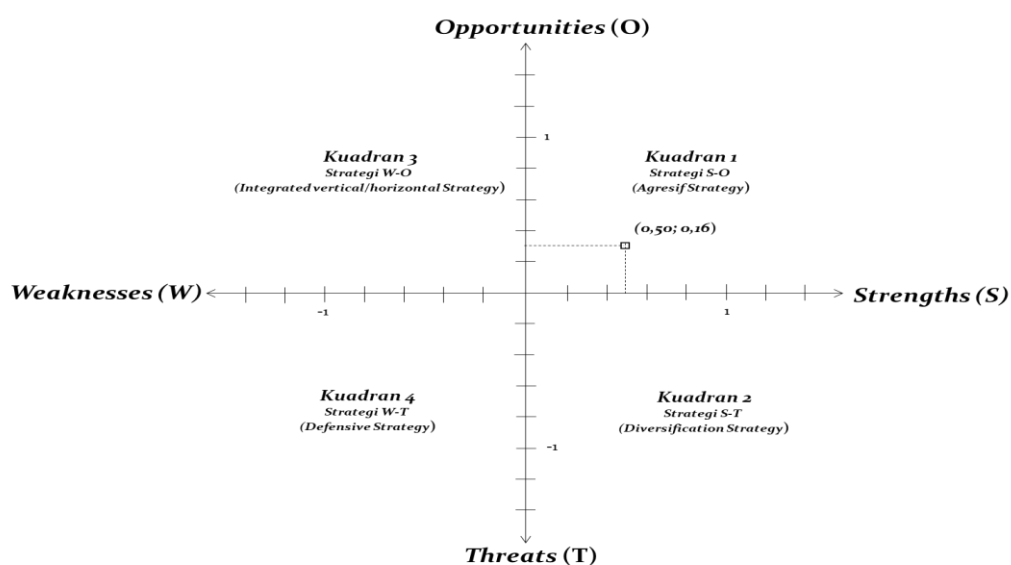 Opportunities (O)
1
Kuadran 3
Strategi W-O
(Integrated vertical/horizontal Strategy)
Kuadran 1
Strategi S-O
(Agresif Strategy)
(0,50; 0,16)
Weaknesses (W)
Strengths (S)
-1
1
Kuadran 4
Strategi W-T
(Defensive Strategy)
Kuadran 2
Strategi S-T
(Diversification Strategy)
-1
Threats (T)